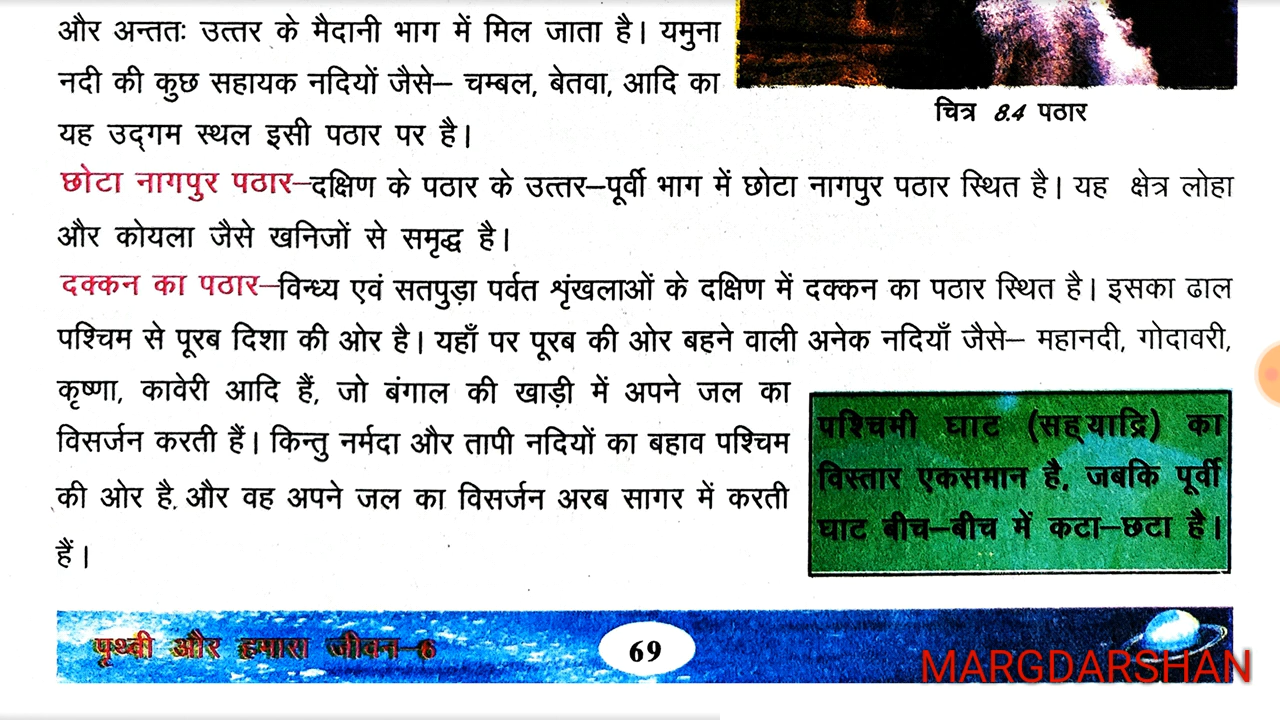 और अन्ततः उत्तर के मैदानी भाग में मिल जाता है। यमुना
नदी की कुछ सहायक नदियों जैसे– चम्बल, बेतवा, आदि का
यह उद्‌गम स्थल इसी पठार पर है।
चित्र 8.4 पठार
छोटा नागपुर पठार–दक्षिण के पठार के उत्तर–पूर्वी भाग में छोटा नागपुर पठार स्थित है। यह क्षेत्र लोहा
और कोयला जैसे खनिजों से समृद्ध है।
दक्कन का पठार–विन्ध्य एवं सतपुड़ा पर्वत शृंखलाओं के दक्षिण में दक्कन का पठार स्थित है। इसका ढाल
पश्चिम से पूरब दिशा की ओर है। यहाँ पर पूरब की ओर बहने वाली अनेक नदियाँ जैसे– महानदी, गोदावरी,
कृष्णा, कावेरी आदि हैं, जो बंगाल की खाड़ी में अपने जल का
विसर्जन करती हैं। किन्तु नर्मदा और तापी नदियों का बहाव पश्चिम
की ओर है, और वह अपने जल का विसर्जन अरब सागर में करती
हैं।
पश्चिमी घाट (सह्‌याद्रि) का
विस्तार एकसमान है, जबकि पूर्वी
घाट बीच–बीच में कटा–छटा है।
पृथ्वी और हमारा जीवन–6
69
MARGDARSHAN